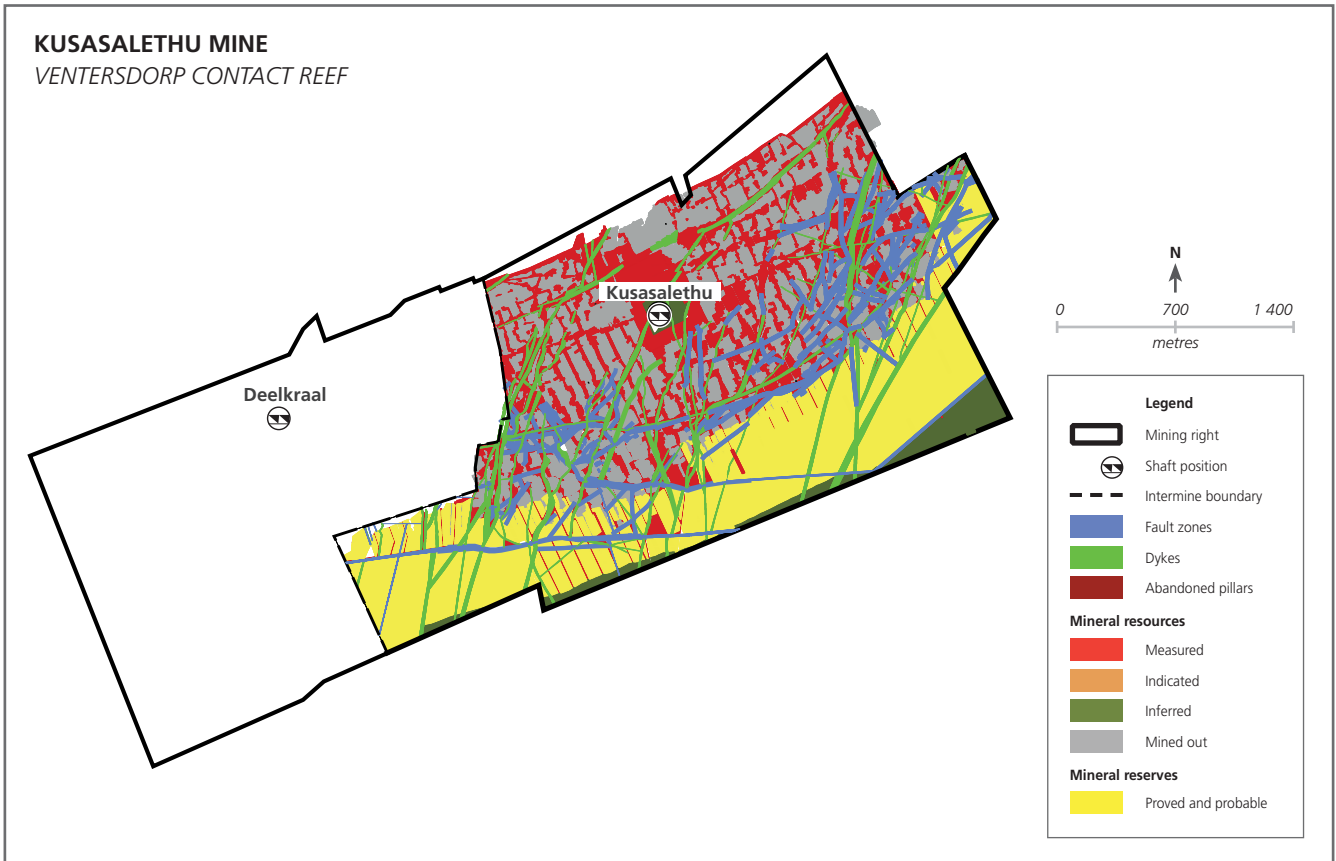 KUSASALETHU MINE
VENTERSDORP CONTACT REEF
Kusasalethu
Deelkraal
N
0 700 1 400
metres
Legend
Mining right
Shaft position
Intermine boundary
Fault zones
Dykes
Abandoned pillars
Mineral resources
Measured
Indicated
Inferred
Mined out
Mineral reserves
Proved and probable